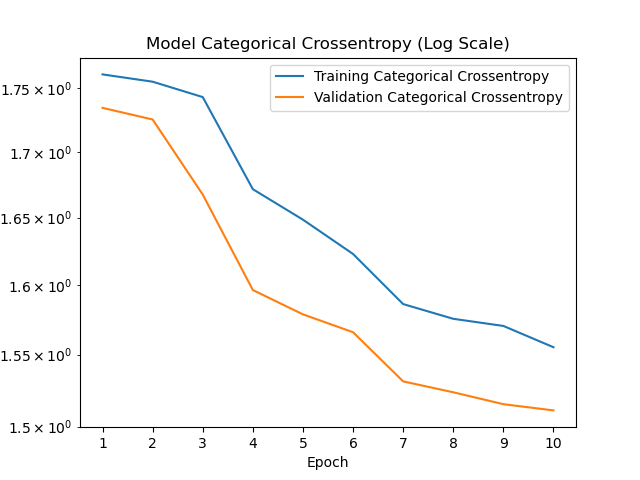 Model Categorical Crossentropy (Log Scale)
Training Categorical Crossentropy
Validation Categorical Crossentropy
1.75 × 10⁰
1.7 × 10⁰
1.65 × 10⁰
1.6 × 10⁰
1.55 × 10⁰
1.5 × 10⁰
1 2 3 4 5 6 7 8 9 10
Epoch